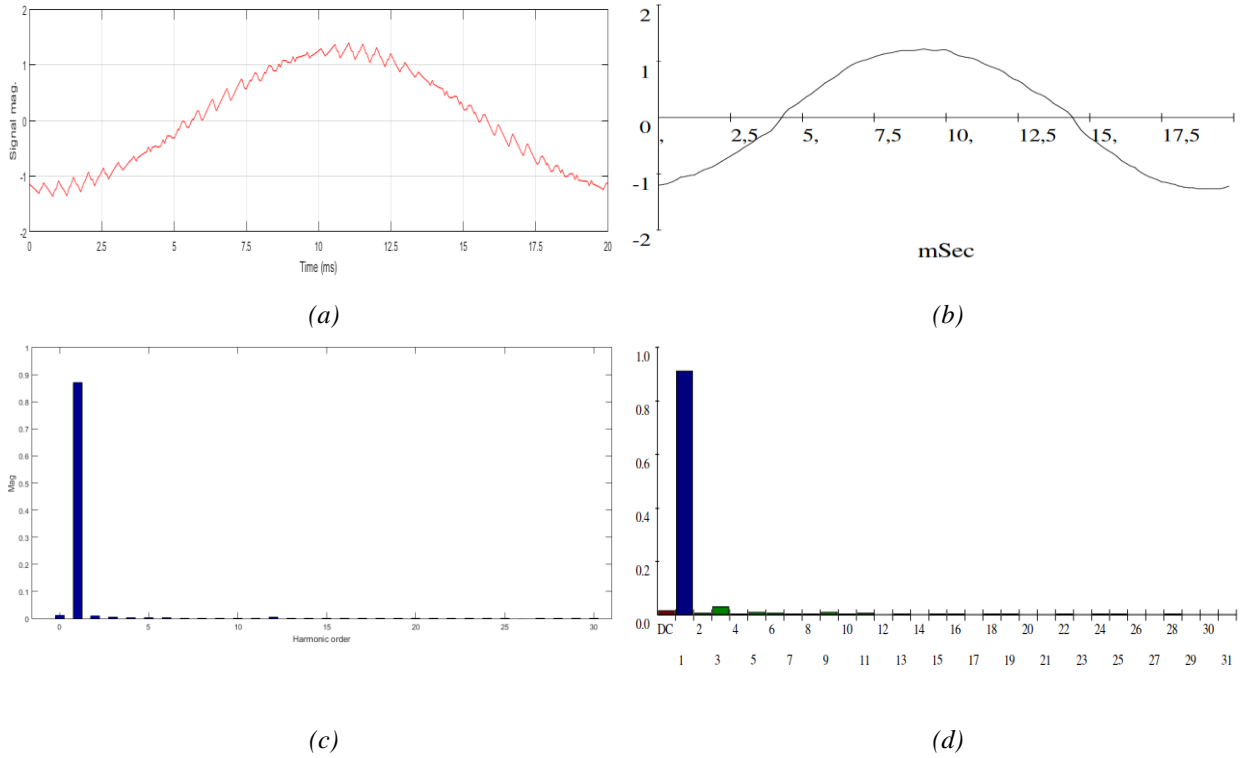 2
1
0
-1
-2
Signal mag.
0 2.5 5 7.5 10 12.5 15 17.5 20
Time (ms)
(a)
2
1
0
-1
-2
, 2,5 5, 7,5 10, 12,5 15, 17,5
mSec
(b)
1
0.9
0.8
0.7
0.6
0.5
0.4
0.3
0.2
0.1
0
Mag
0 5 10 15 20 25 30
Harmonic order
(c)
1.0
0.8
0.6
0.4
0.2
0.0
DC 2 4 6 8 10 12 14 16 18 20 22 24 26 28 30
1 3 5 7 9 11 13 15 17 19 21 23 25 27 29 31
(d)